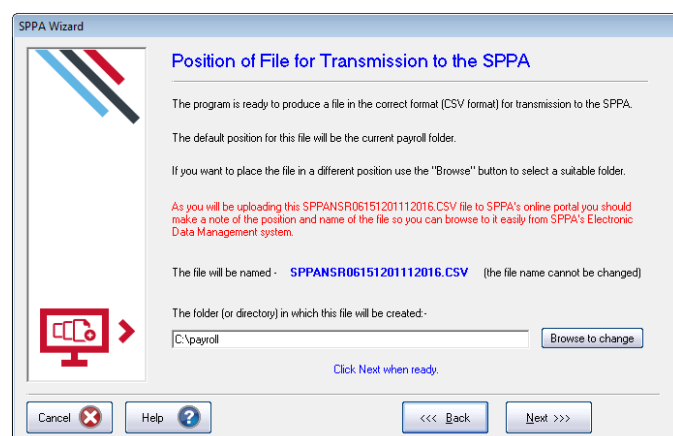 SPPA Wizard
Position of File for Transmission to the SPPA
The program is ready to produce a file in the correct format (CSV format) for transmission to the SPPA.
The default position for this file will be the current payroll folder.
If you want to place the file in a different position use the "Browse" button to select a suitable folder.
As you will be uploading this SPPANSR06151201112016.CSV file to SPPA's online portal you should
make a note of the position and name of the file so you can browse to it easily from SPPA's Electronic
Data Management system.
The file will be named - SPPANSR06151201112016.CSV (the file name cannot be changed)
The folder (or directory) in which this file will be created:-
C:\payroll Browse to change
Click Next when ready.
Cancel Help <<< Back Next >>>